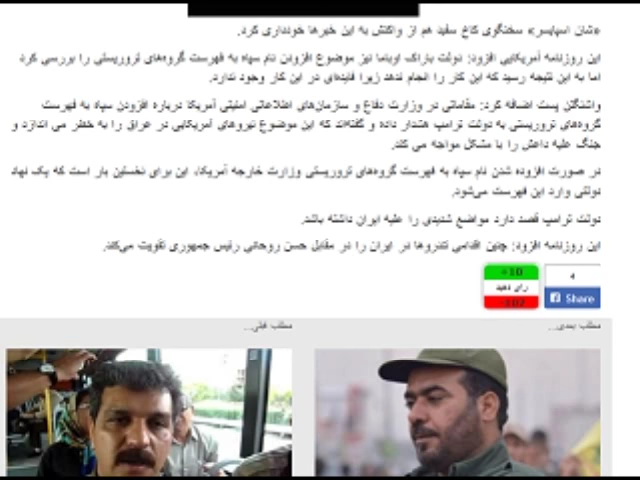 «شان اسپایسر» سخنگوی کاخ سفید هم از واکنش به این خبرها خودداری کرد.
این روزنامه آمریکایی افزود: دولت باراک اوباما نیز موضوع افزودن نام سپاه به فهرست گروه‌های تروریستی را بررسی کرد
اما به این نتیجه رسید که این کار را انجام ندهد زیرا فایده‌ای در این کار وجود ندارد.
واشنگتن پست اضافه کرد: مقاماتی در وزارت دفاع و سازمان‌های اطلاعاتی امنیتی آمریکا درباره افزودن سپاه به فهرست
گروه‌های تروریستی به دولت ترامپ هشدار داده و گفته‌اند که این موضوع نیروهای آمریکایی در عراق را به خطر می اندازد و
جنگ علیه داعش را با مشکل مواجه می کند.
در صورت افزوده شدن نام سپاه به فهرست گروه‌های تروریستی وزارت خارجه آمریکا، این برای نخستین بار است که یک نهاد
دولتی وارد این فهرست می‌شود.
دولت ترامپ قصد دارد مواضع شدیدی را علیه ایران داشته باشد.
این روزنامه افزود: چنین اقدامی تندروها در ایران را در مقابل حسن روحانی رئیس جمهوری تقویت می‌کند.
+10
رای دهید
-102
4
Share
مطلب بعدی...
مطلب قبلی...